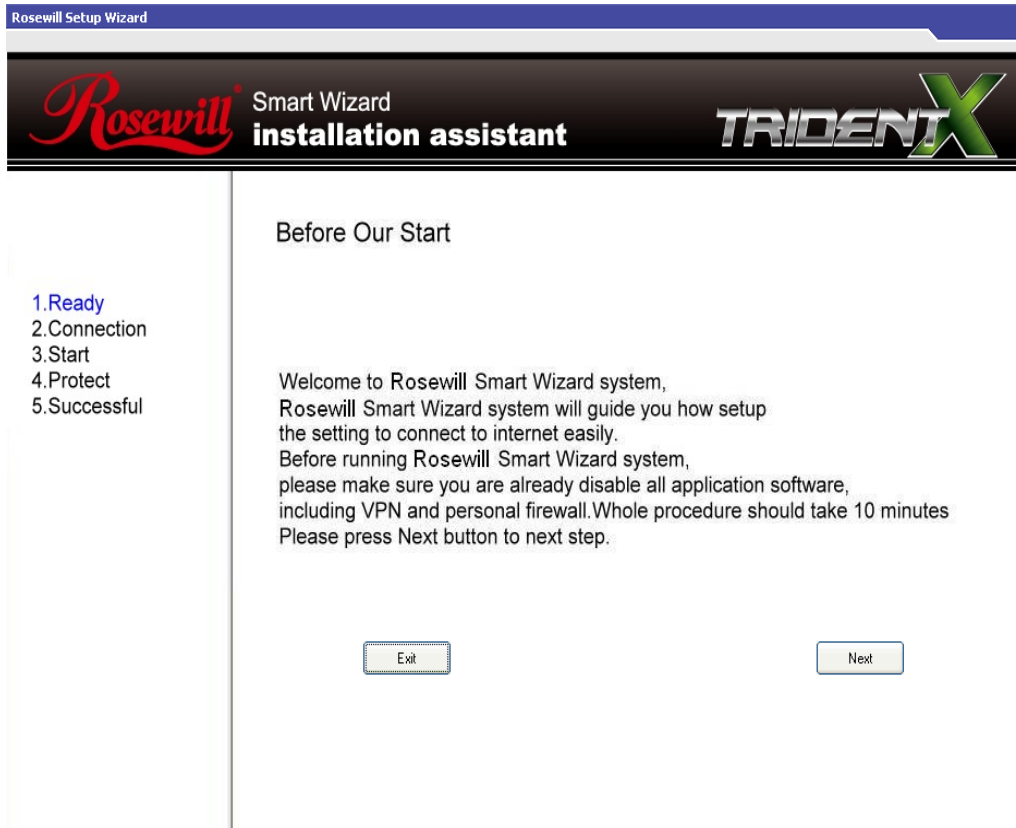 Rosewill Setup Wizard
Rosewill
Smart Wizard
installation assistant
TRIDENTX
Before Our Start
1.Ready
2.Connection
3.Start
4.Protect
5.Successful
Welcome to Rosewill Smart Wizard system,
Rosewill Smart Wizard system will guide you how setup
the setting to connect to internet easily.
Before running Rosewill Smart Wizard system,
please make sure you are already disable all application software,
including VPN and personal firewall.Whole procedure should take 10 minutes
Please press Next button to next step.
Exit
Next